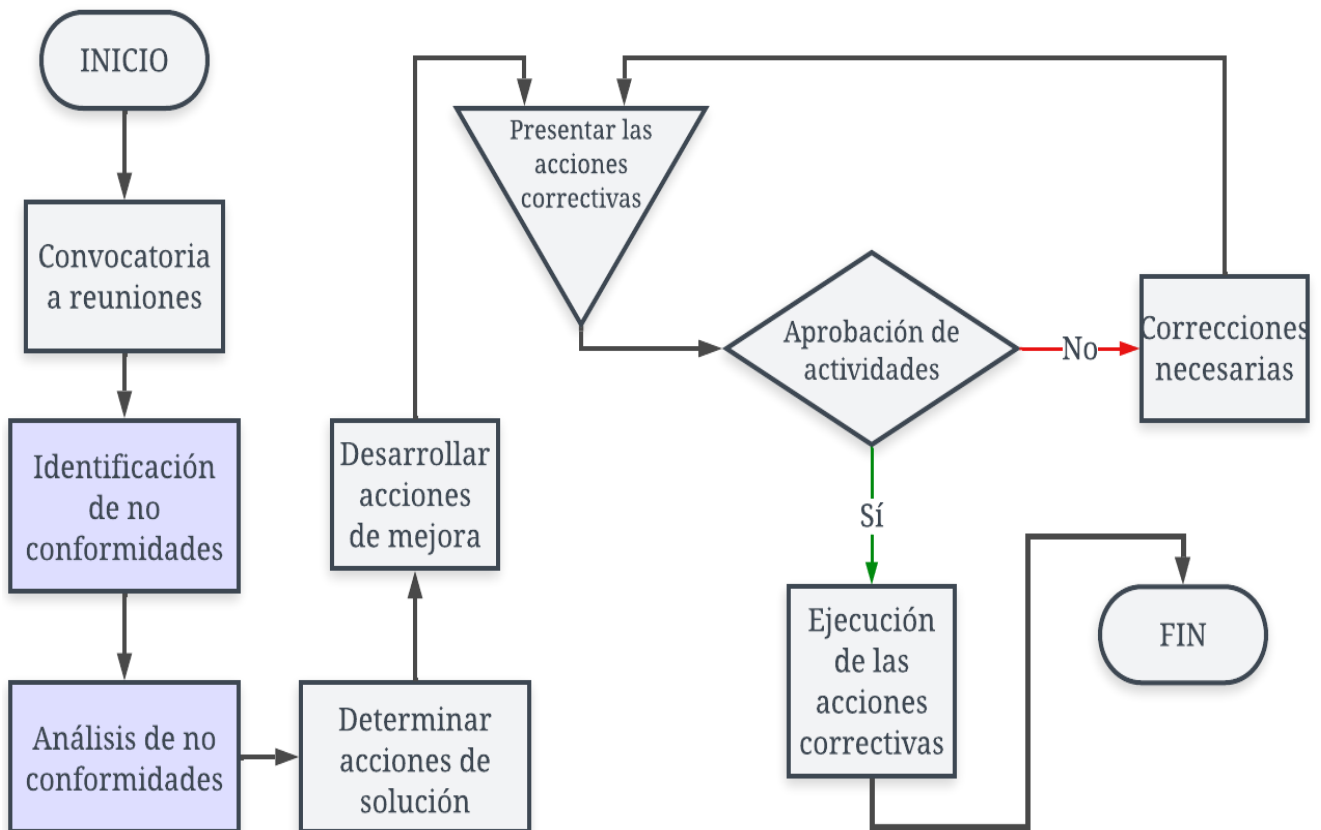 INICIO
Convocatoria
a reuniones
Identificación
de no
conformidades
Análisis de no
conformidades
Determinar
acciones de
solución
Desarrollar
acciones
de mejora
Presentar las
acciones
correctivas
Aprobación de
actividades
No
Correcciones
necesarias
Sí
Ejecución
de las
acciones
correctivas
FIN